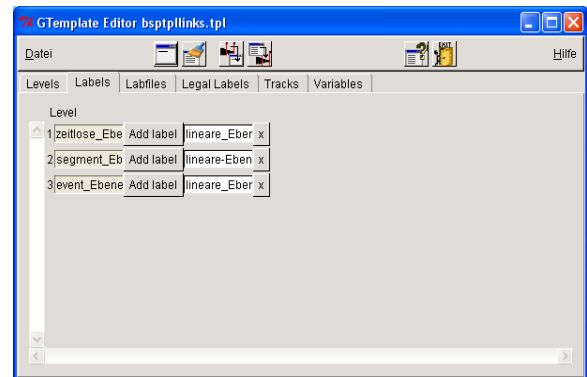 GTemplate Editor bsptpllinks.tpl
Datei EXIT Hilfe
Levels Labels Labfiles Legal Labels Tracks Variables
Level
1 zeitlose_Ebe Add label lineare_Eber x
2 segment_Eb Add label lineare-Eben x
3 event_Ebene Add label lineare_Eber x